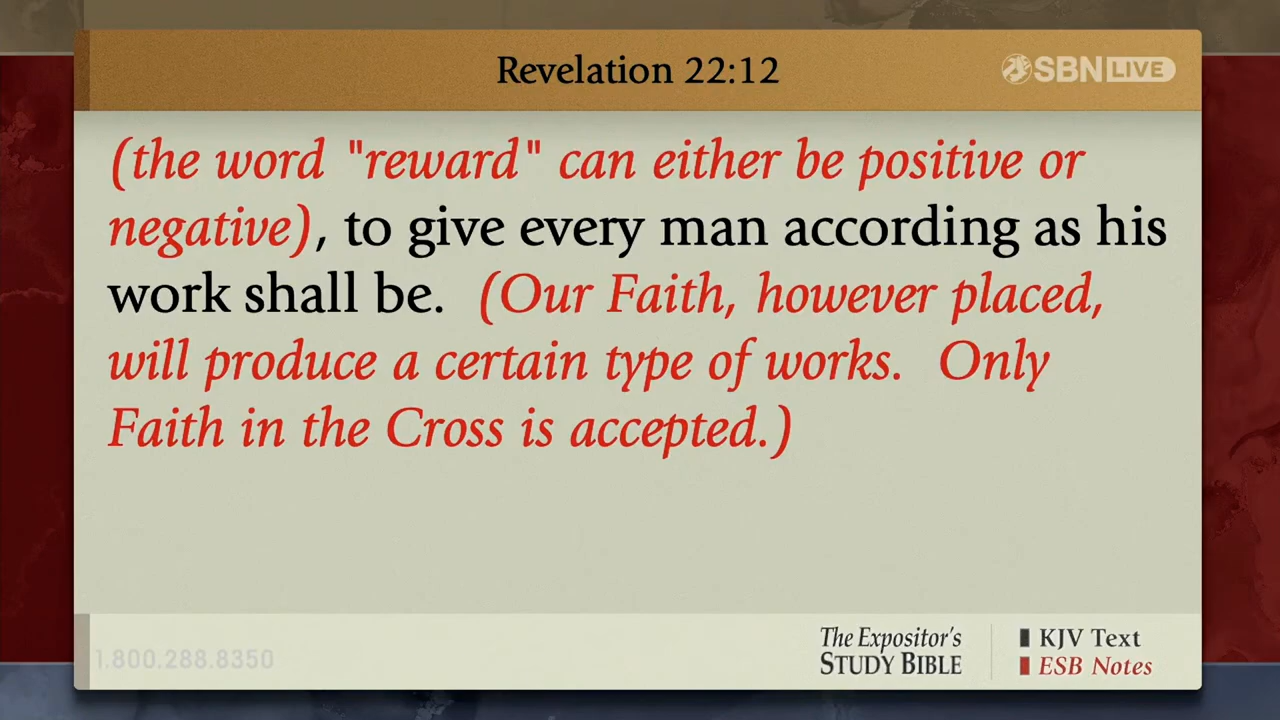 Revelation 22:12
SBN LIVE
(the word "reward" can either be positive or
negative), to give every man according as his
work shall be. (Our Faith, however placed,
will produce a certain type of works. Only
Faith in the Cross is accepted.)
1.800.288.8350
The Expositor's
STUDY BIBLE
KJV Text
ESB Notes